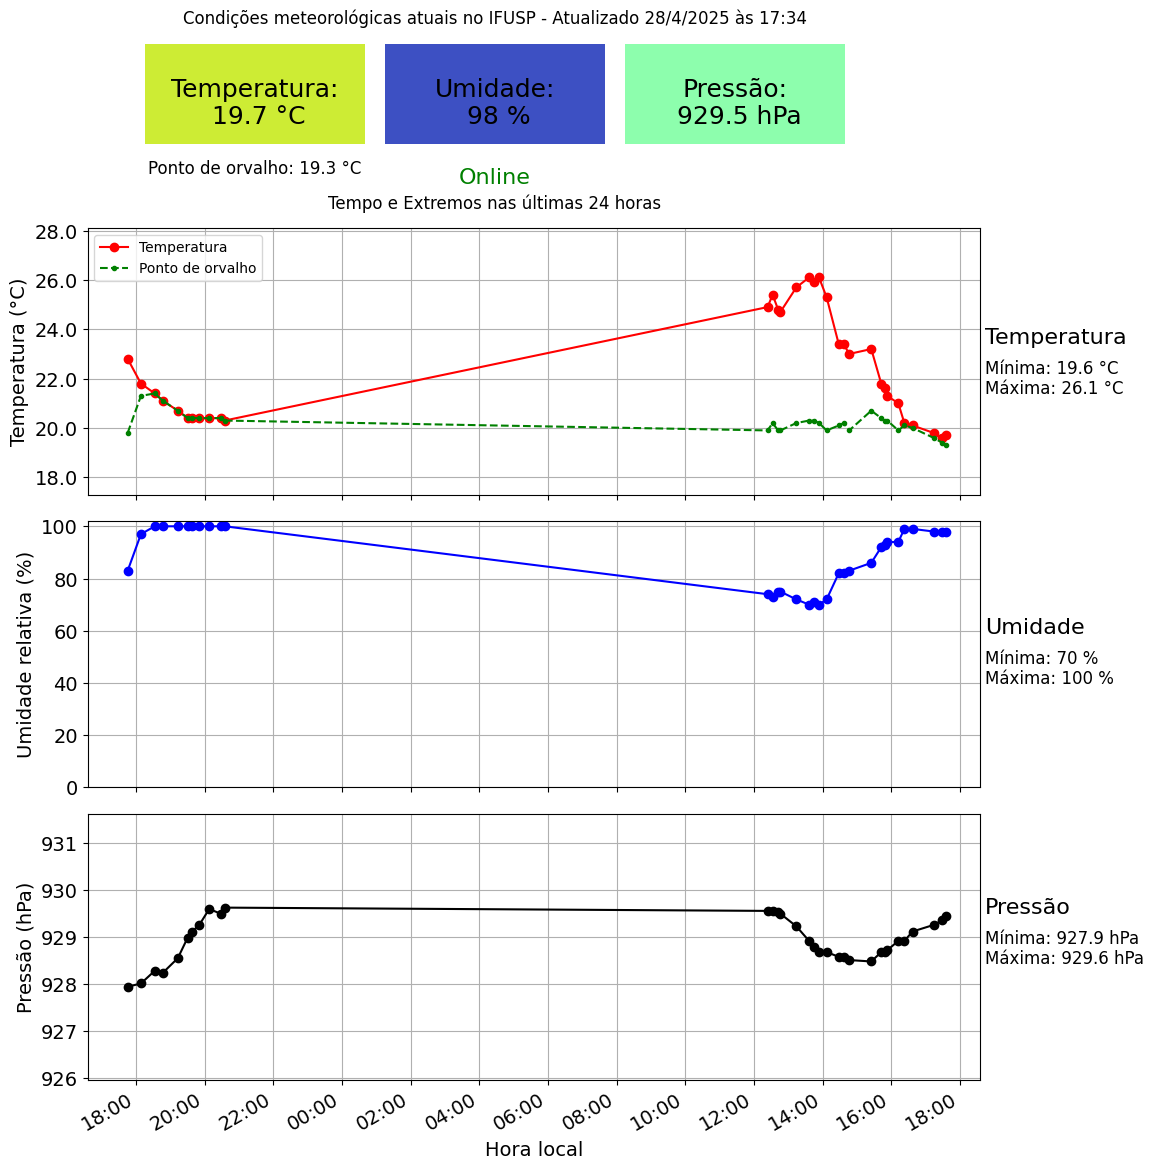 Condições meteorológicas atuais no IFUSP - Atualizado 28/4/2025 às 17:34
Temperatura:
19.7 °C
Umidade:
98 %
Pressão:
929.5 hPa
Ponto de orvalho: 19.3 °C
Online
Tempo e Extremos nas últimas 24 horas
Temperatura (°C)
28.0
26.0
24.0
22.0
20.0
18.0
Temperatura
Ponto de orvalho
Temperatura
Mínima: 19.6 °C
Máxima: 26.1 °C
Umidade relativa (%)
100
80
60
40
20
0
Umidade
Mínima: 70 %
Máxima: 100 %
Pressão (hPa)
931
930
929
928
927
926
Pressão
Mínima: 927.9 hPa
Máxima: 929.6 hPa
18:00 20:00 22:00 00:00 02:00 04:00 06:00 08:00 10:00 12:00 14:00 16:00 18:00
Hora local